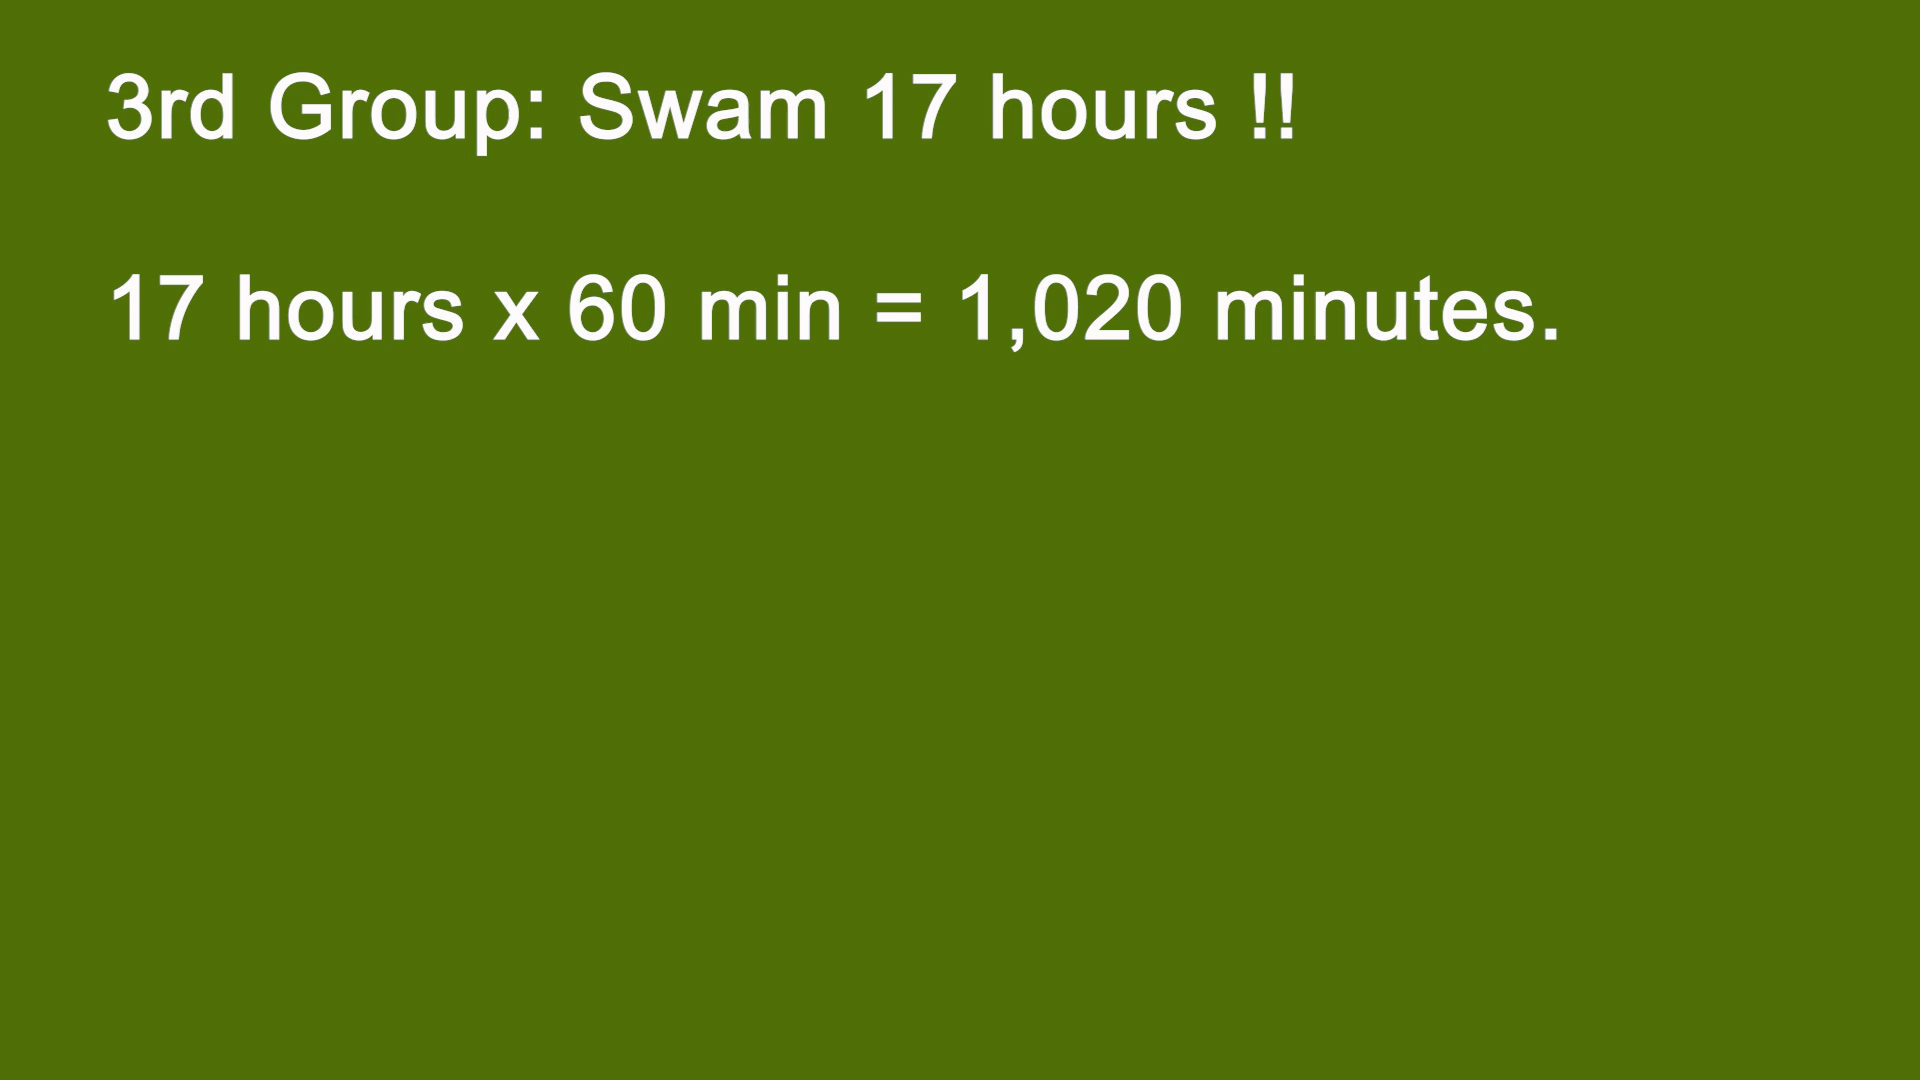 3rd Group: Swam 17 hours !!
17 hours x 60 min = 1,020 minutes.